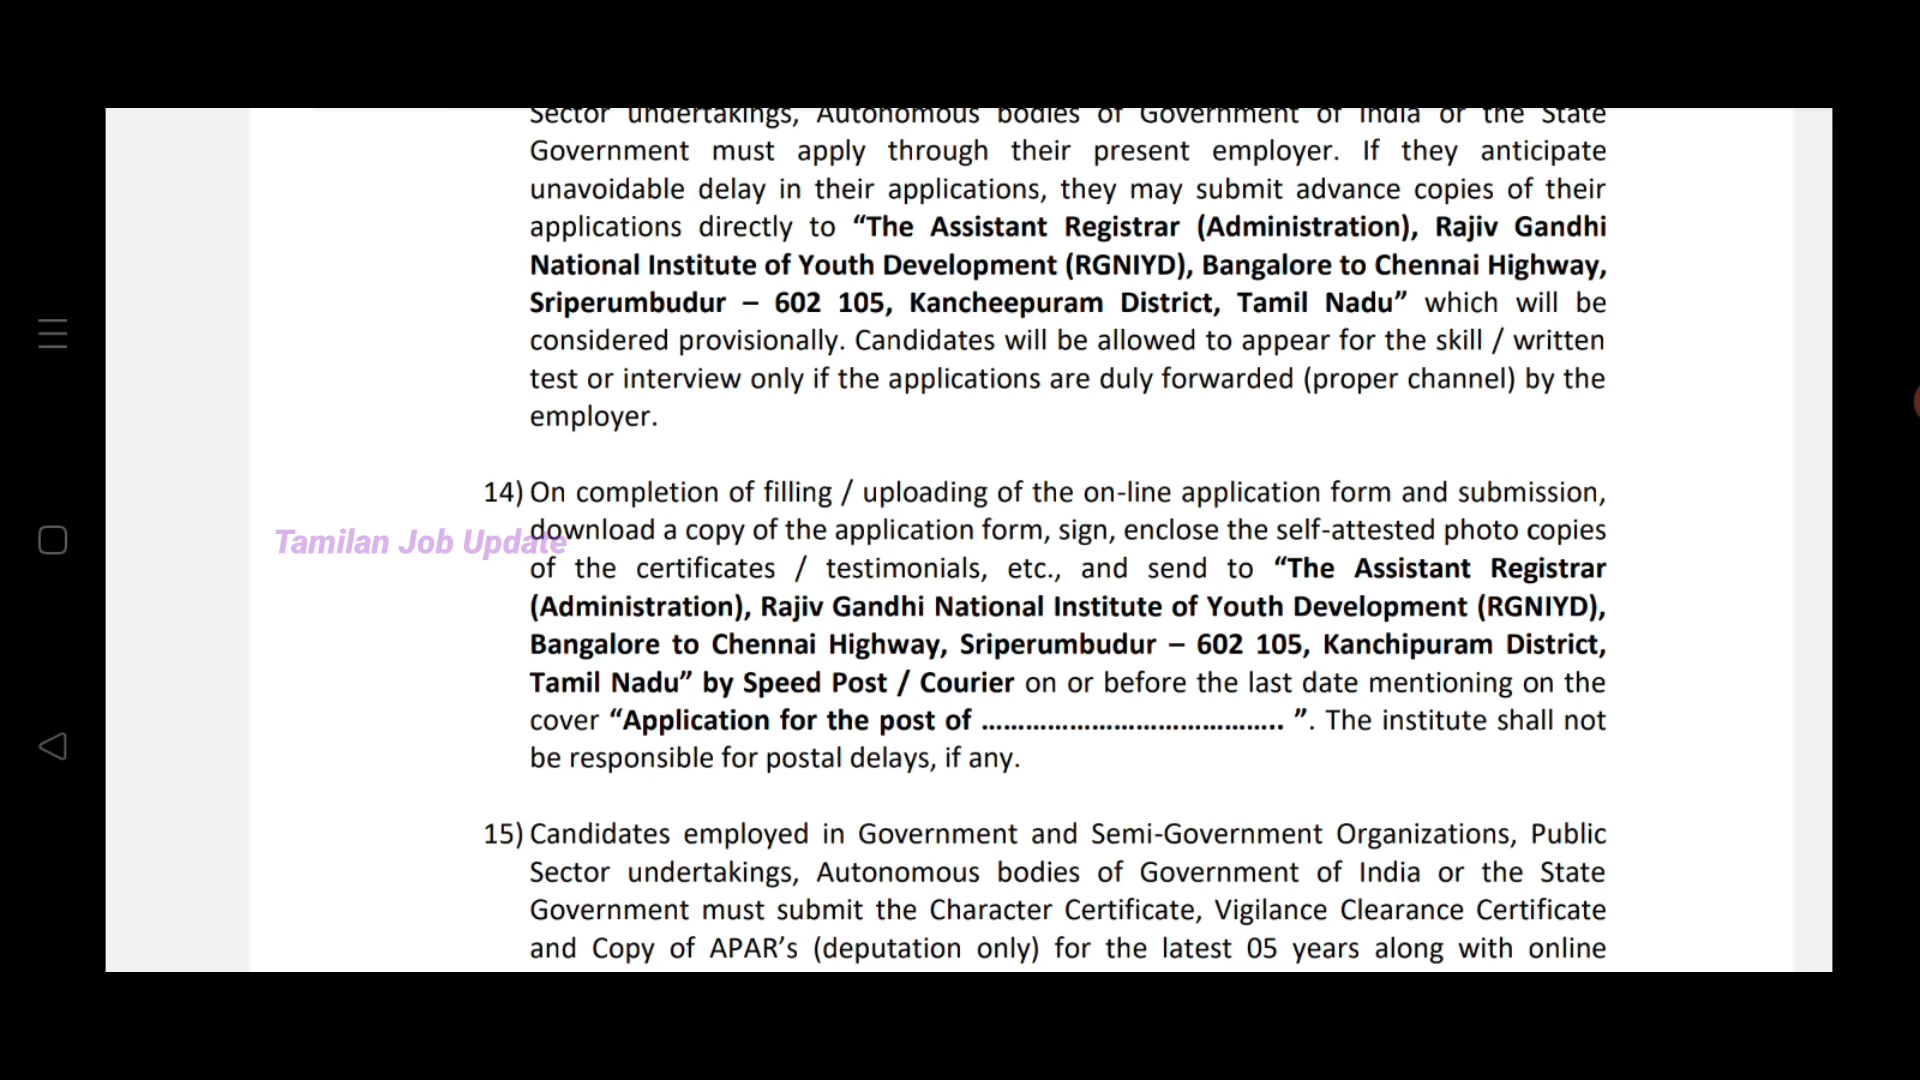 Sector undertakings, Autonomous bodies of Government of India or the State
Government must apply through their present employer. If they anticipate
unavoidable delay in their applications, they may submit advance copies of their
applications directly to “The Assistant Registrar (Administration), Rajiv Gandhi
National Institute of Youth Development (RGNIYD), Bangalore to Chennai Highway,
Sriperumbudur – 602 105, Kancheepuram District, Tamil Nadu” which will be
considered provisionally. Candidates will be allowed to appear for the skill / written
test or interview only if the applications are duly forwarded (proper channel) by the
employer.
14) On completion of filling / uploading of the on-line application form and submission,
download a copy of the application form, sign, enclose the self-attested photo copies
Tamilan Job Update
of the certificates / testimonials, etc., and send to “The Assistant Registrar
(Administration), Rajiv Gandhi National Institute of Youth Development (RGNIYD),
Bangalore to Chennai Highway, Sriperumbudur – 602 105, Kanchipuram District,
Tamil Nadu” by Speed Post / Courier on or before the last date mentioning on the
cover “Application for the post of ………………………………….. ”. The institute shall not
be responsible for postal delays, if any.
15) Candidates employed in Government and Semi-Government Organizations, Public
Sector undertakings, Autonomous bodies of Government of India or the State
Government must submit the Character Certificate, Vigilance Clearance Certificate
and Copy of APAR’s (deputation only) for the latest 05 years along with online